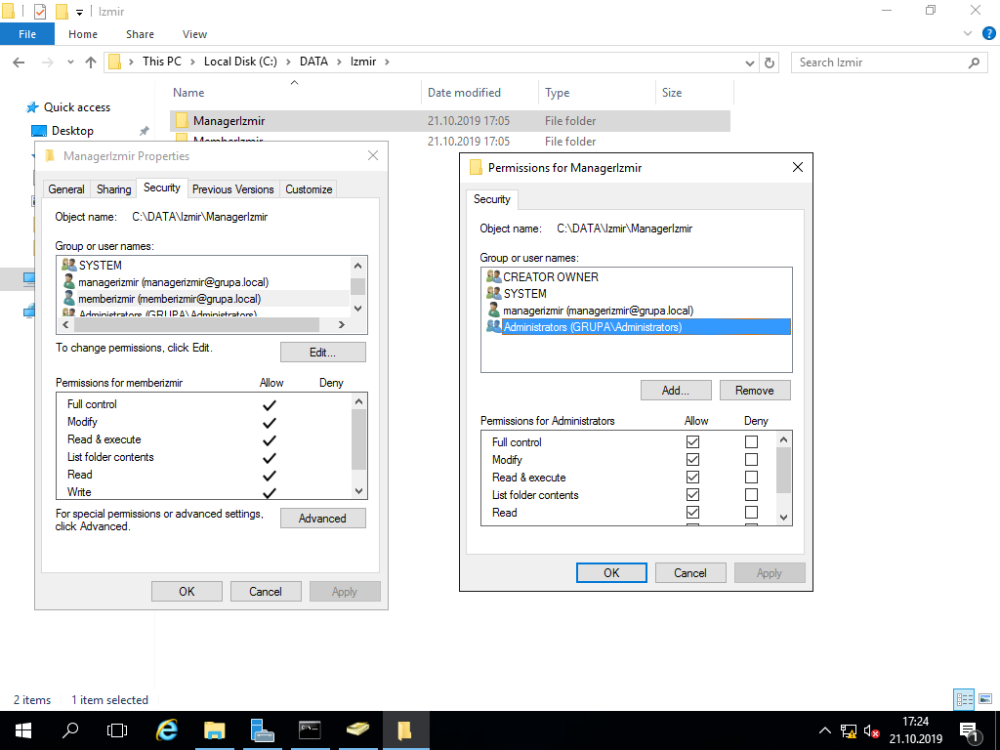 Izmir
File Home Share View
This PC Local Disk (C:) DATA Izmir
Search Izmir
Name Date modified Type Size
Quick access
Desktop
ManagerIzmir 21.10.2019 17:05 File folder
MemberIzmir 21.10.2019 17:05 File folder
ManagerIzmir Properties
General Sharing Security Previous Versions Customize
Object name: C:\DATA\Izmir\ManagerIzmir
Group or user names:
SYSTEM
managerizmir (managerizmir@grupa.local)
memberizmir (memberizmir@grupa.local)
Administrators (GRUPA\Administrators)
To change permissions, click Edit.
Edit...
Permissions for memberizmir Allow Deny
Full control
Modify
Read & execute
List folder contents
Read
Write
For special permissions or advanced settings,
click Advanced.
Advanced
OK Cancel Apply
Permissions for ManagerIzmir
Security
Object name: C:\DATA\Izmir\ManagerIzmir
Group or user names:
CREATOR OWNER
SYSTEM
managerizmir (managerizmir@grupa.local)
Administrators (GRUPA\Administrators)
Add... Remove
Permissions for Administrators Allow Deny
Full control
Modify
Read & execute
List folder contents
Read
OK Cancel Apply
2 items 1 item selected
17:24
21.10.2019
1